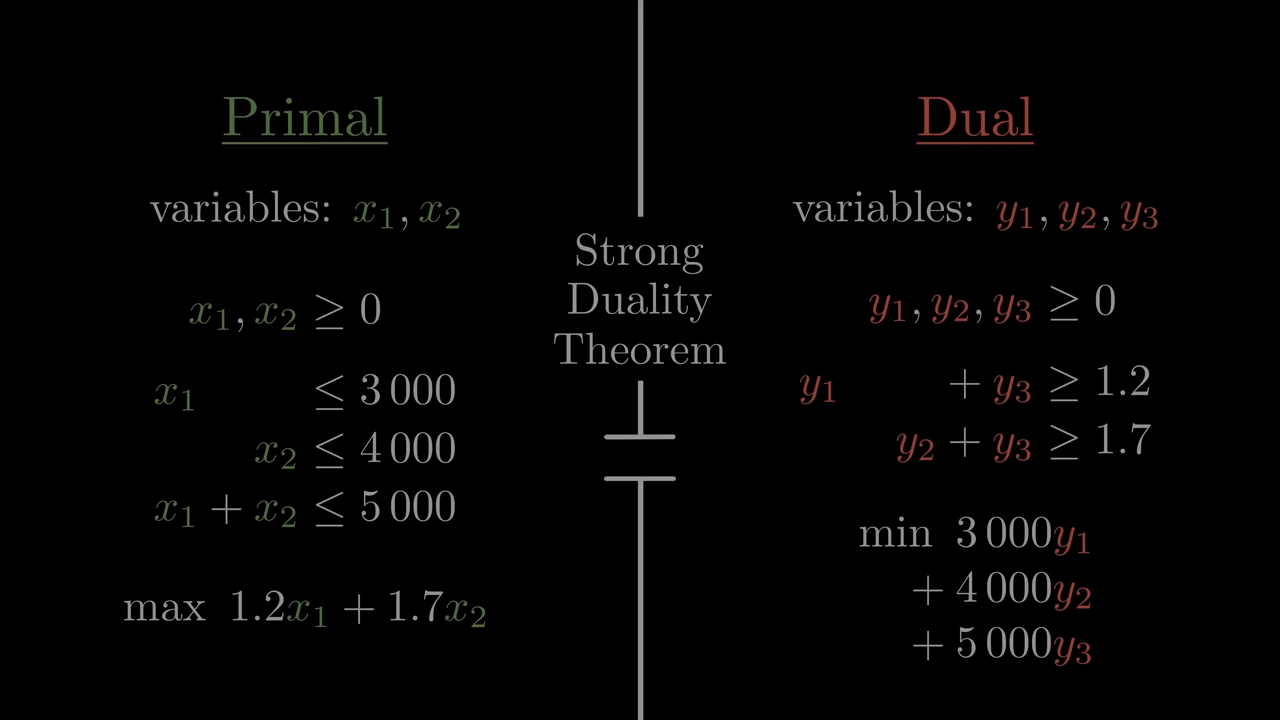 Primal
variables: x₁, x₂
x₁, x₂ ≥ 0
x₁ ≤ 3 000
x₂ ≤ 4 000
x₁ + x₂ ≤ 5 000
max 1.2x₁ + 1.7x₂
Strong
Duality
Theorem
=
Dual
variables: y₁, y₂, y₃
y₁, y₂, y₃ ≥ 0
y₁ + y₃ ≥ 1.2
y₂ + y₃ ≥ 1.7
min 3 000y₁
+ 4 000y₂
+ 5 000y₃